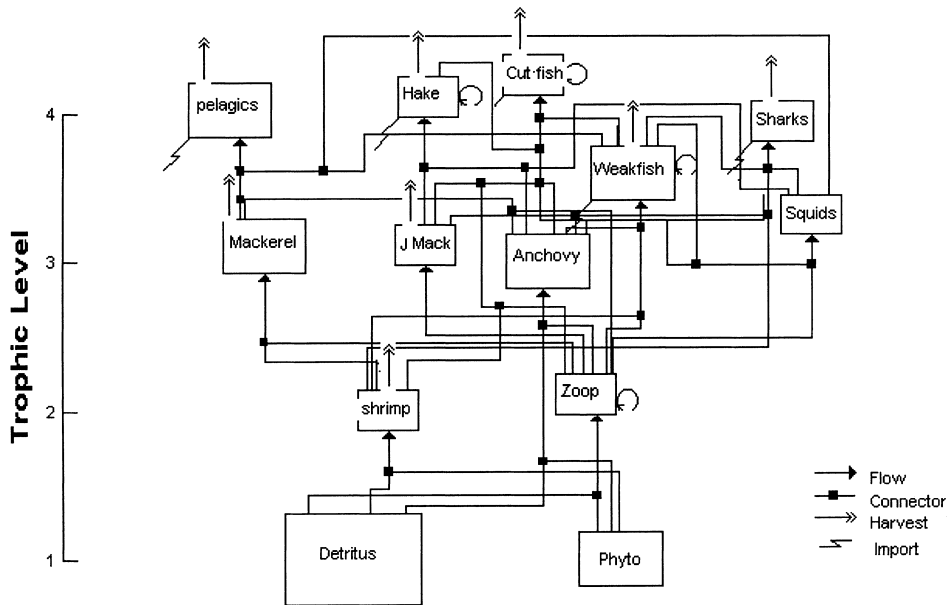 Trophic Level
4
3
2
1
pelagics
Hake
Cut·fish
Sharks
Weakfish
Squids
Mackerel
J Mack
Anchovy
shrimp
Zoop
Detritus
Phyto
Flow
Connector
Harvest
Import